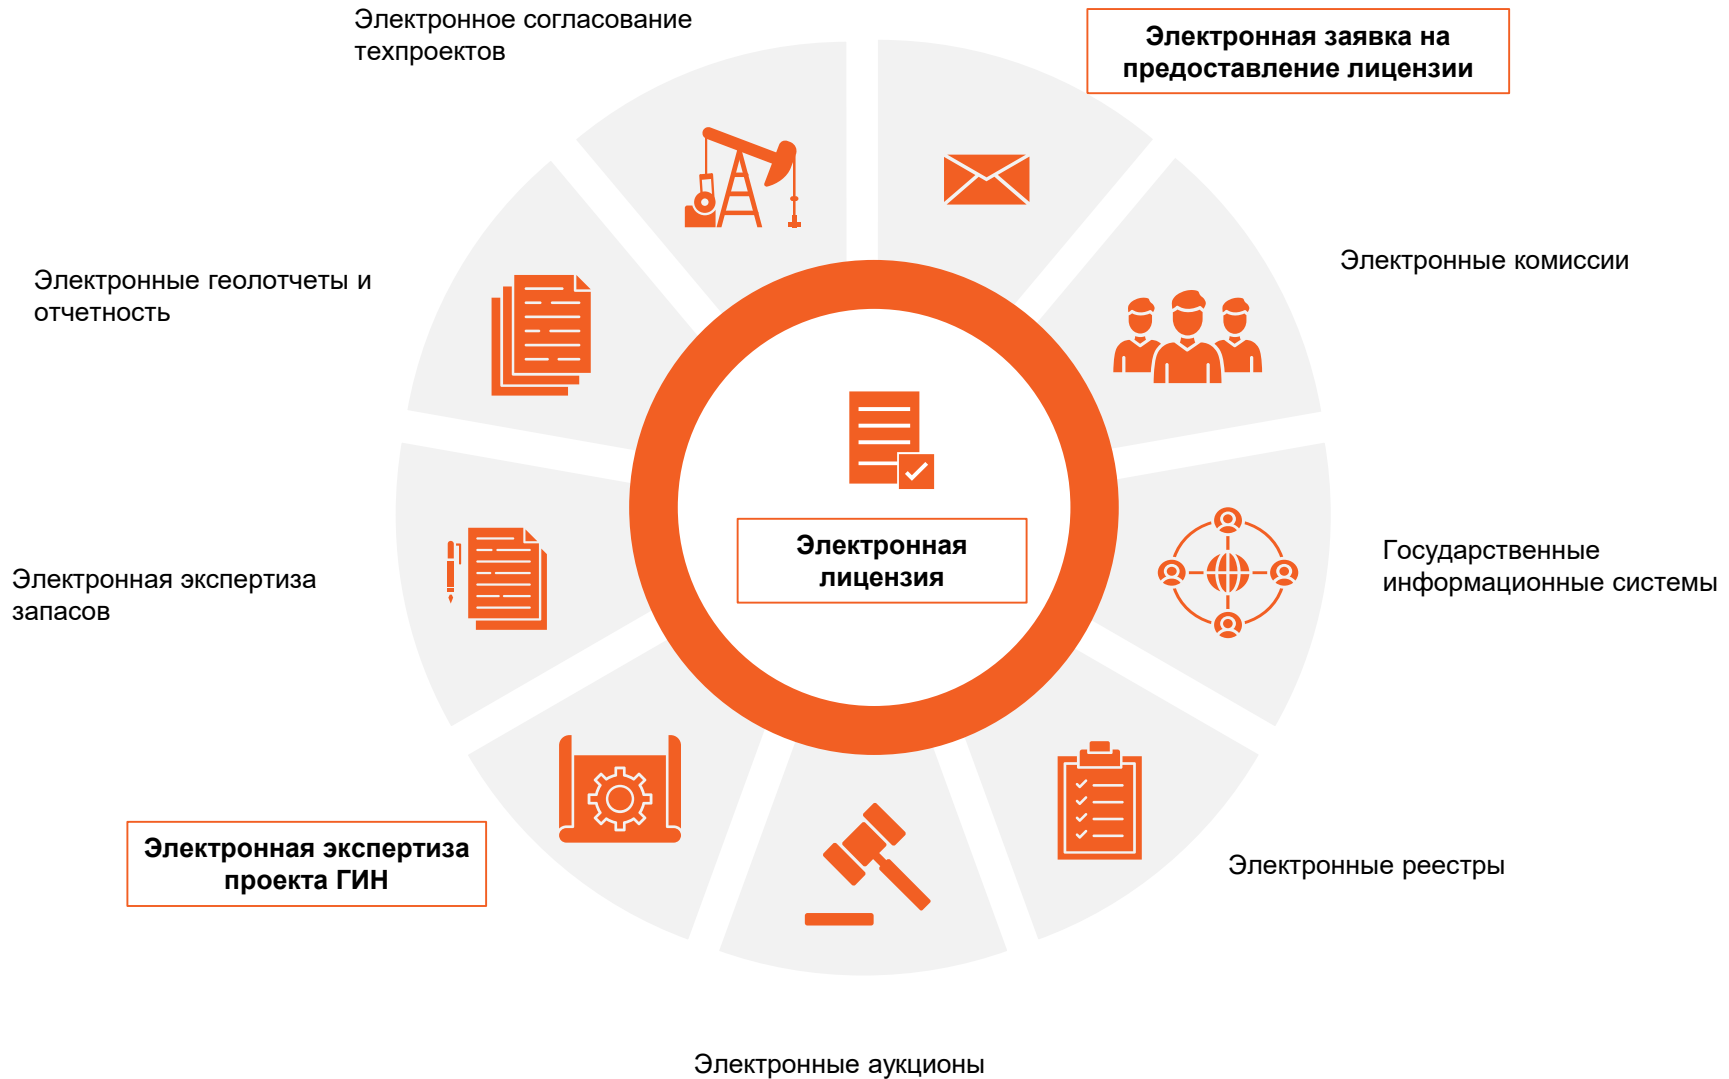 Электронное согласование
техпроектов
Электронная заявка на
предоставление лицензии
Электронные комиссии
Электронные геолотчеты и
отчетность
Электронная
лицензия
Государственные
информационные системы
Электронная экспертиза
запасов
Электронная экспертиза
проекта ГИН
Электронные реестры
Электронные аукционы